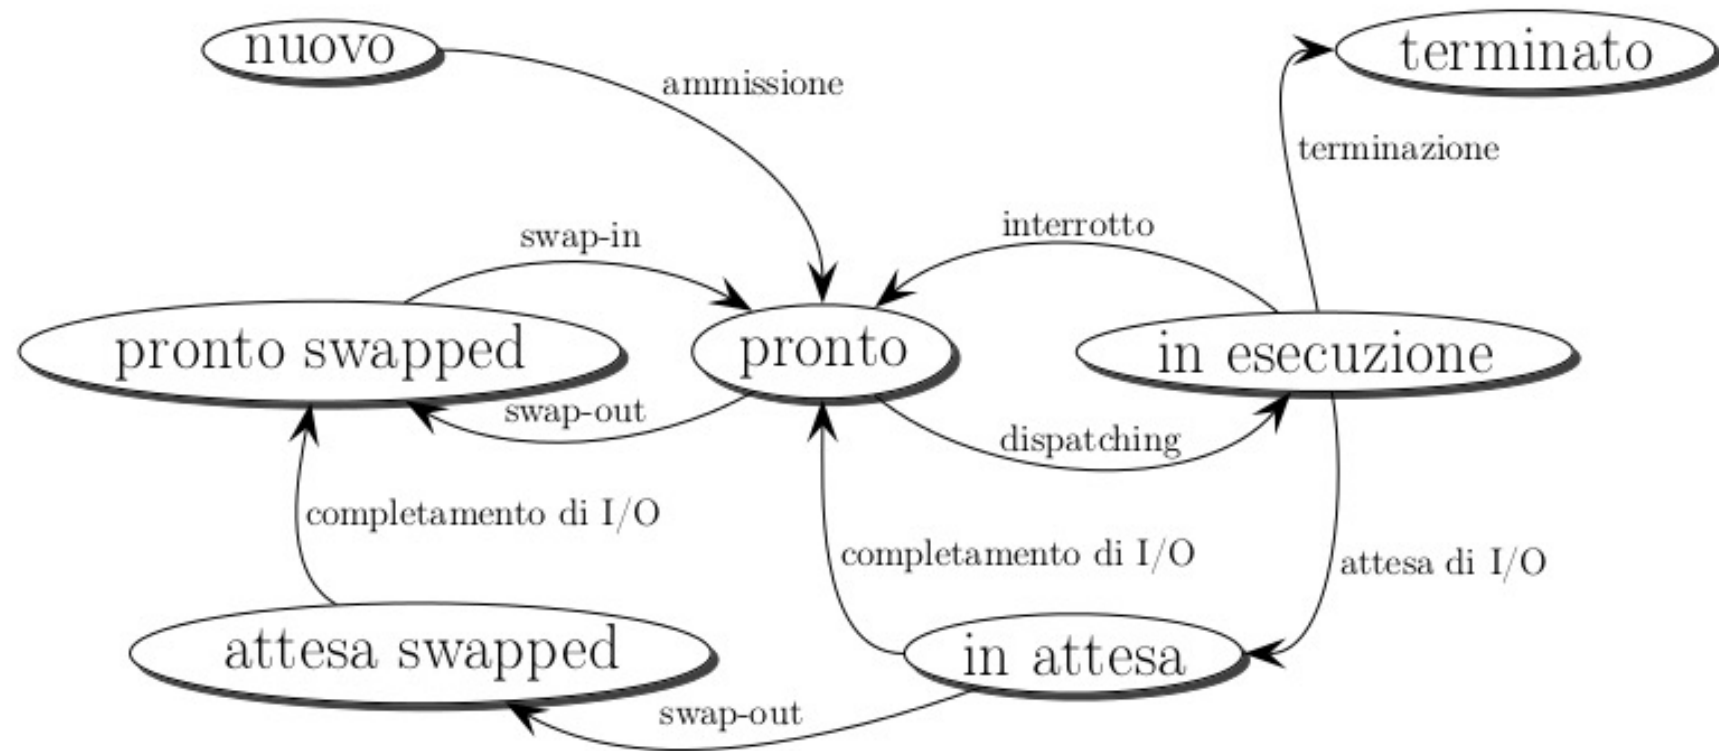 nuovo
terminato
ammissione
terminazione
swap-in
interrotto
pronto swapped
pronto
in esecuzione
swap-out
dispatching
completamento di I/O
completamento di I/O
attesa di I/O
attesa swapped
in attesa
swap-out